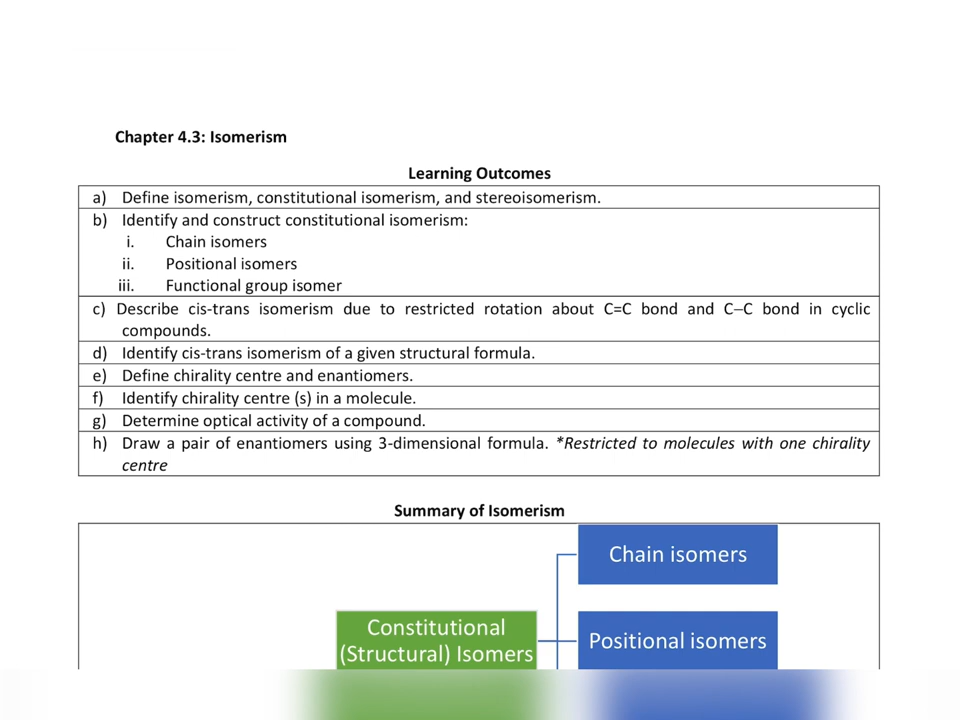 Chapter 4.3: Isomerism
Learning Outcomes
a) Define isomerism, constitutional isomerism, and stereoisomerism.
b) Identify and construct constitutional isomerism:
i. Chain isomers
ii. Positional isomers
iii. Functional group isomer
c) Describe cis-trans isomerism due to restricted rotation about C=C bond and C–C bond in cyclic
compounds.
d) Identify cis-trans isomerism of a given structural formula.
e) Define chirality centre and enantiomers.
f) Identify chirality centre (s) in a molecule.
g) Determine optical activity of a compound.
h) Draw a pair of enantiomers using 3-dimensional formula. *Restricted to molecules with one chirality
centre
Summary of Isomerism
Chain isomers
Constitutional
(Structural) Isomers
Positional isomers